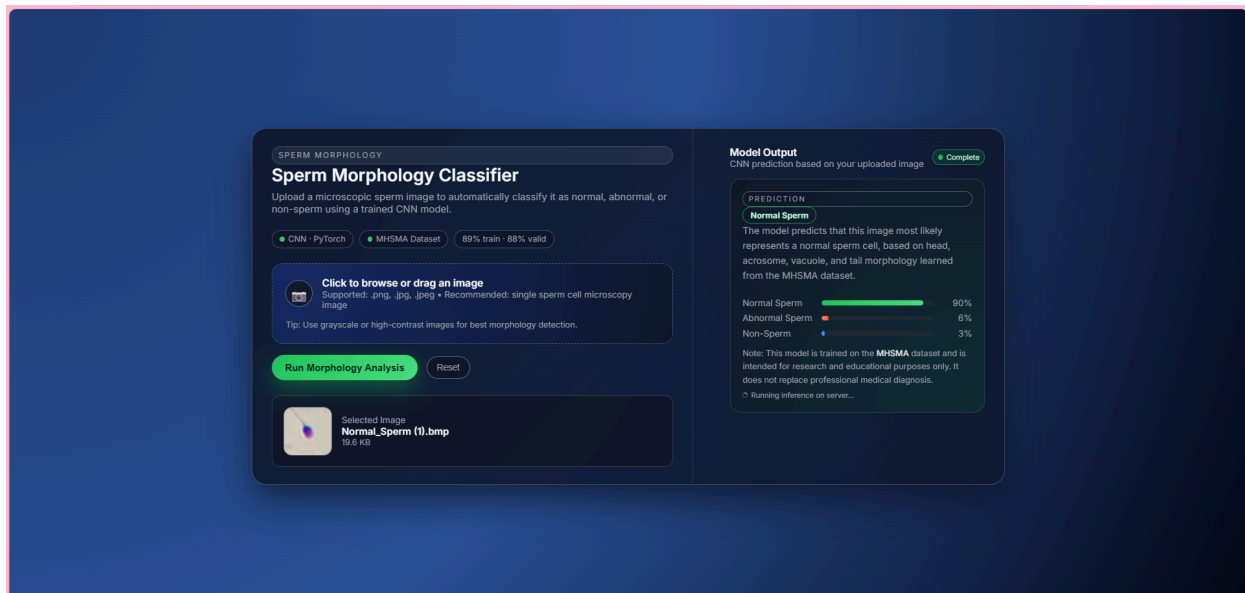 SPERM MORPHOLOGY
Sperm Morphology Classifier
Upload a microscopic sperm image to automatically classify it as normal, abnormal, or
non-sperm using a trained CNN model.
CNN · PyTorch
MHSMA Dataset
89% train · 88% valid
Click to browse or drag an image
Supported: .png, .jpg, .jpeg • Recommended: single sperm cell microscopy
image
Tip: Use grayscale or high-contrast images for best morphology detection.
Run Morphology Analysis
Reset
Selected Image
Normal_Sperm (1).bmp
19.6 KB
Model Output
CNN prediction based on your uploaded image
Complete
PREDICTION
Normal Sperm
The model predicts that this image most likely
represents a normal sperm cell, based on head,
acrosome, vacuole, and tail morphology learned
from the MHSMA dataset.
Normal Sperm 90%
Abnormal Sperm 6%
Non-Sperm 3%
Note: This model is trained on the MHSMA dataset and is
intended for research and educational purposes only. It
does not replace professional medical diagnosis.
Running inference on server...